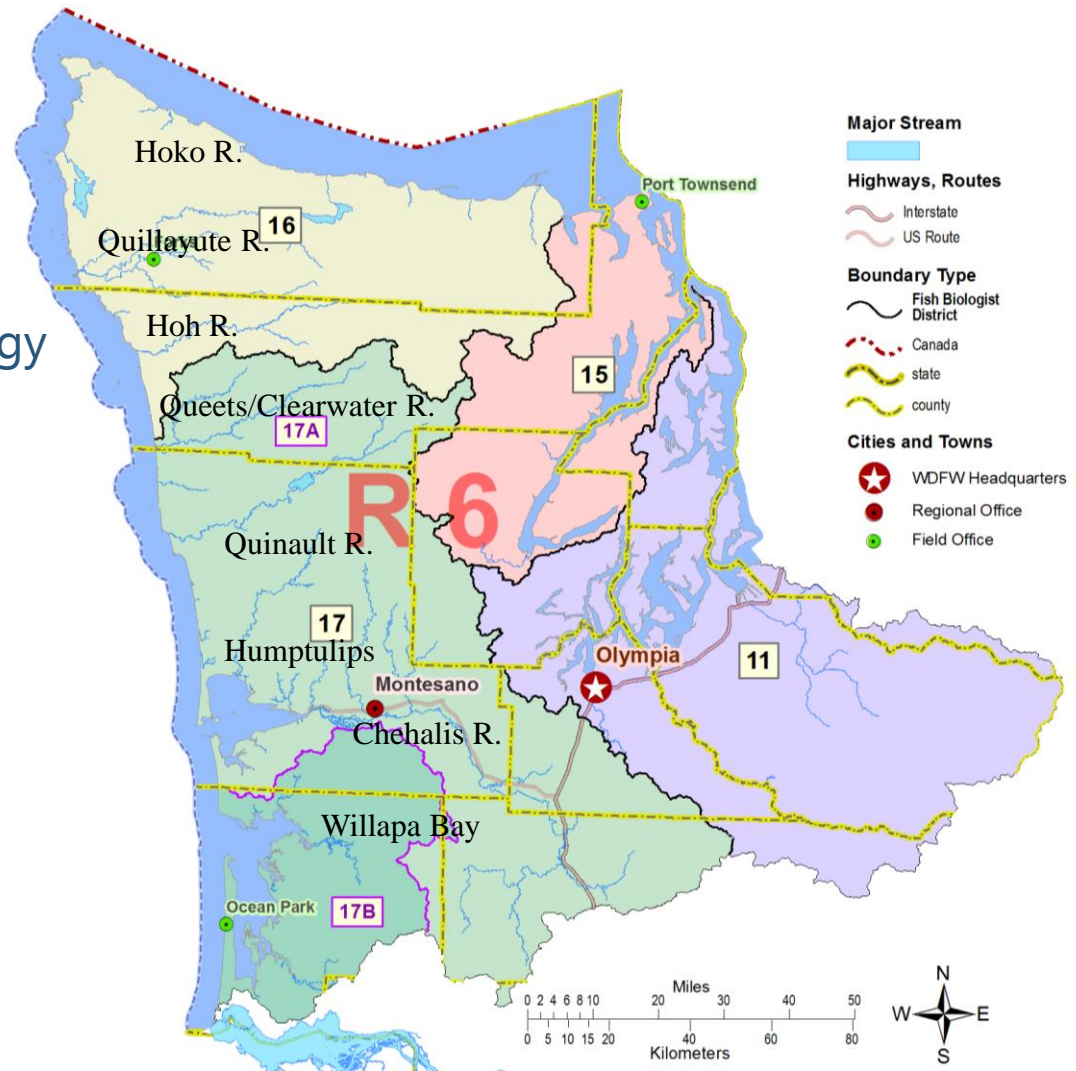 Hoko R.
16
Quillayute R.
Hoh R.
gy
Queets/Clearwater R.
17A
R 6
Quinault R.
17
Humptulips
Montesano
Chehalis R.
Willapa Bay
Ocean Park
17B
Port Townsend
15
Olympia
11
Major Stream
Highways, Routes
Interstate
US Route
Boundary Type
Fish Biologist
District
Canada
state
county
Cities and Towns
WDFW Headquarters
Regional Office
Field Office
Miles
0 2 4 6 8 10 20 30 40 50
0 5 10 15 20 40 60 80
Kilometers
N
W E
S